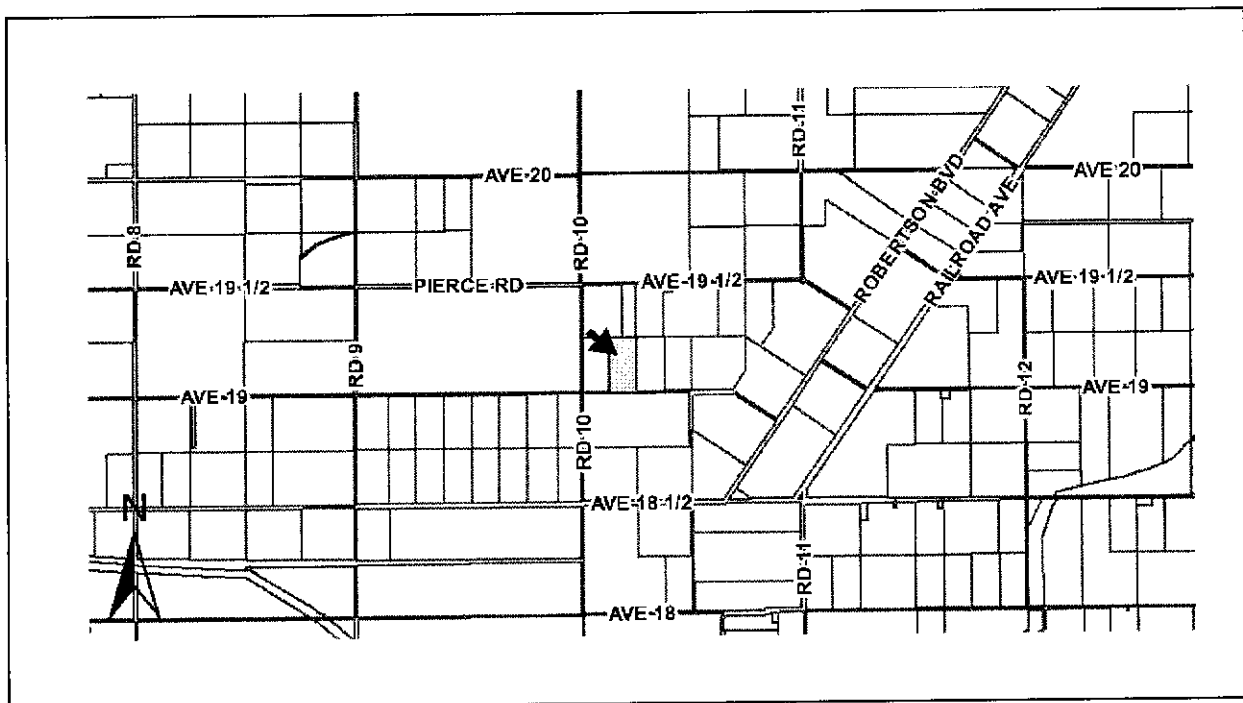 RD 11
AVE 20
AVE 20
ROBERTSON BVD
RAILROAD AVE
RD 8
RD 10
AVE 19 1/2
PIERCE RD
AVE 19 1/2
AVE 19 1/2
RD 9
RD 12
AVE 19
AVE 19
RD 10
N
AVE 18 1/2
RD 11
AVE 18